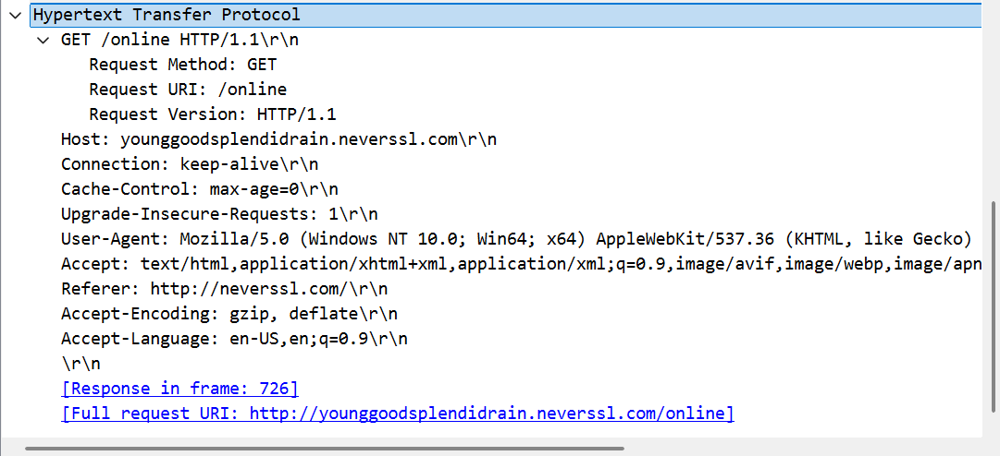 Hypertext Transfer Protocol
GET /online HTTP/1.1\r\n
Request Method: GET
Request URI: /online
Request Version: HTTP/1.1
Host: younggoodsplendidrain.neverssl.com\r\n
Connection: keep-alive\r\n
Cache-Control: max-age=0\r\n
Upgrade-Insecure-Requests: 1\r\n
User-Agent: Mozilla/5.0 (Windows NT 10.0; Win64; x64) AppleWebKit/537.36 (KHTML, like Gecko)
Accept: text/html,application/xhtml+xml,application/xml;q=0.9,image/avif,image/webp,image/apn
Referer: http://neverssl.com/\r\n
Accept-Encoding: gzip, deflate\r\n
Accept-Language: en-US,en;q=0.9\r\n
\r\n
[Response in frame: 726]
[Full request URI: http://younggoodsplendidrain.neverssl.com/online]